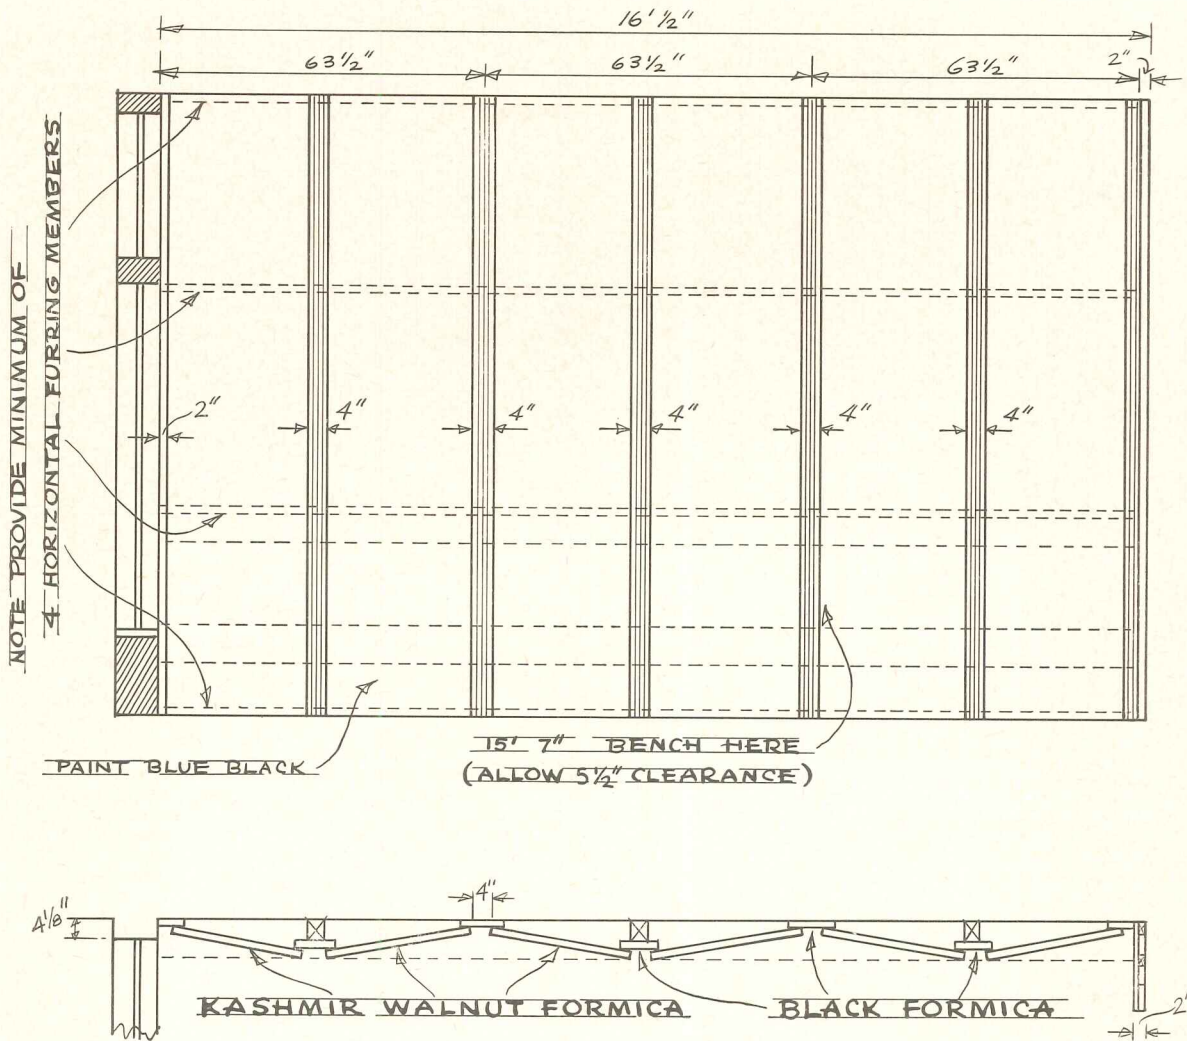 16' ½"
63½" 63½" 63½" 2"
NOTE PROVIDE MINIMUM OF
4 HORIZONTAL FURRING MEMBERS
2" 4" 4" 4" 4" 4"
PAINT BLUE BLACK
15' 7" BENCH HERE
(ALLOW 5½" CLEARANCE)
4⅛"
4"
KASHMIR WALNUT FORMICA
BLACK FORMICA
2"